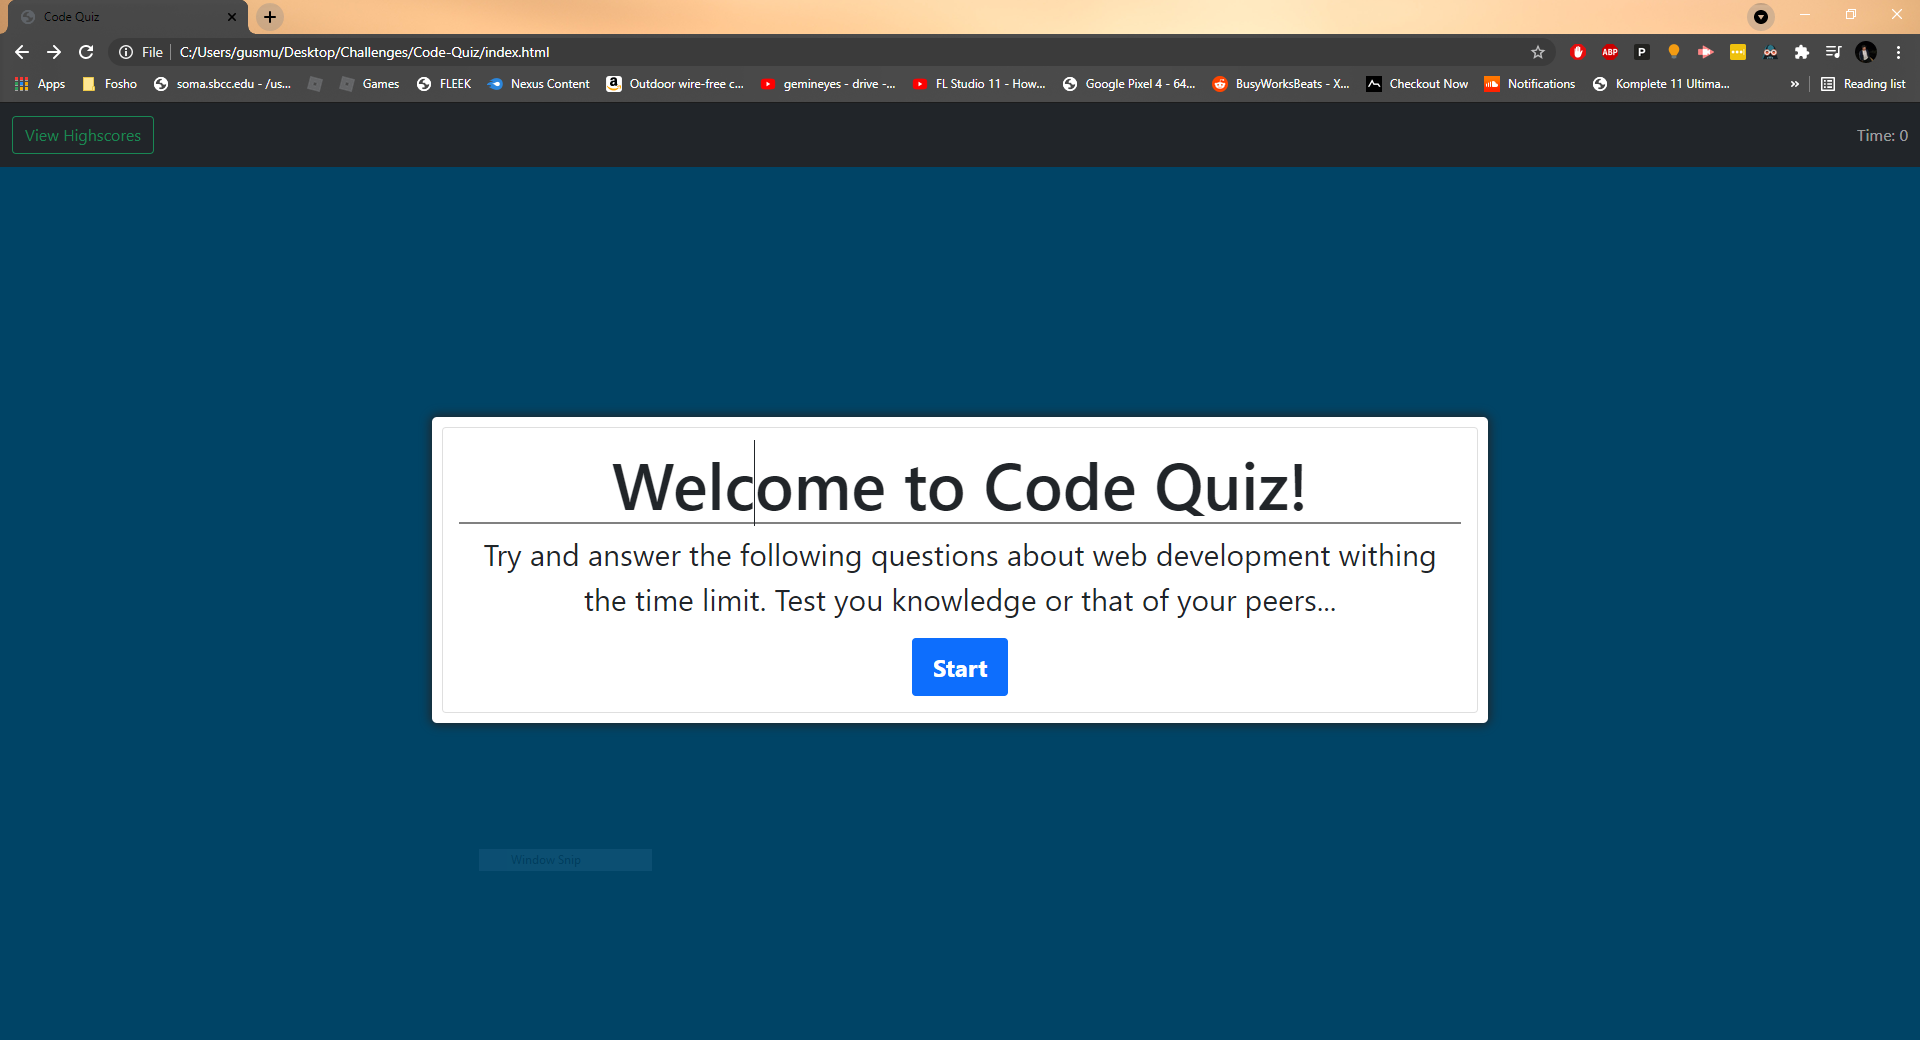 Code Quiz
File C:/Users/gusmu/Desktop/Challenges/Code-Quiz/index.html
ABP P
Apps Fosho soma.sbcc.edu - /us... Games FLEEK Nexus Content Outdoor wire-free c... gemineyes - drive -... FL Studio 11 - How... Google Pixel 4 - 64... BusyWorksBeats - X... Checkout Now Notifications Komplete 11 Ultima... » Reading list
View Highscores Time: 0
Welcome to Code Quiz!
Try and answer the following questions about web development withing
the time limit. Test you knowledge or that of your peers...
Start
Window Snip